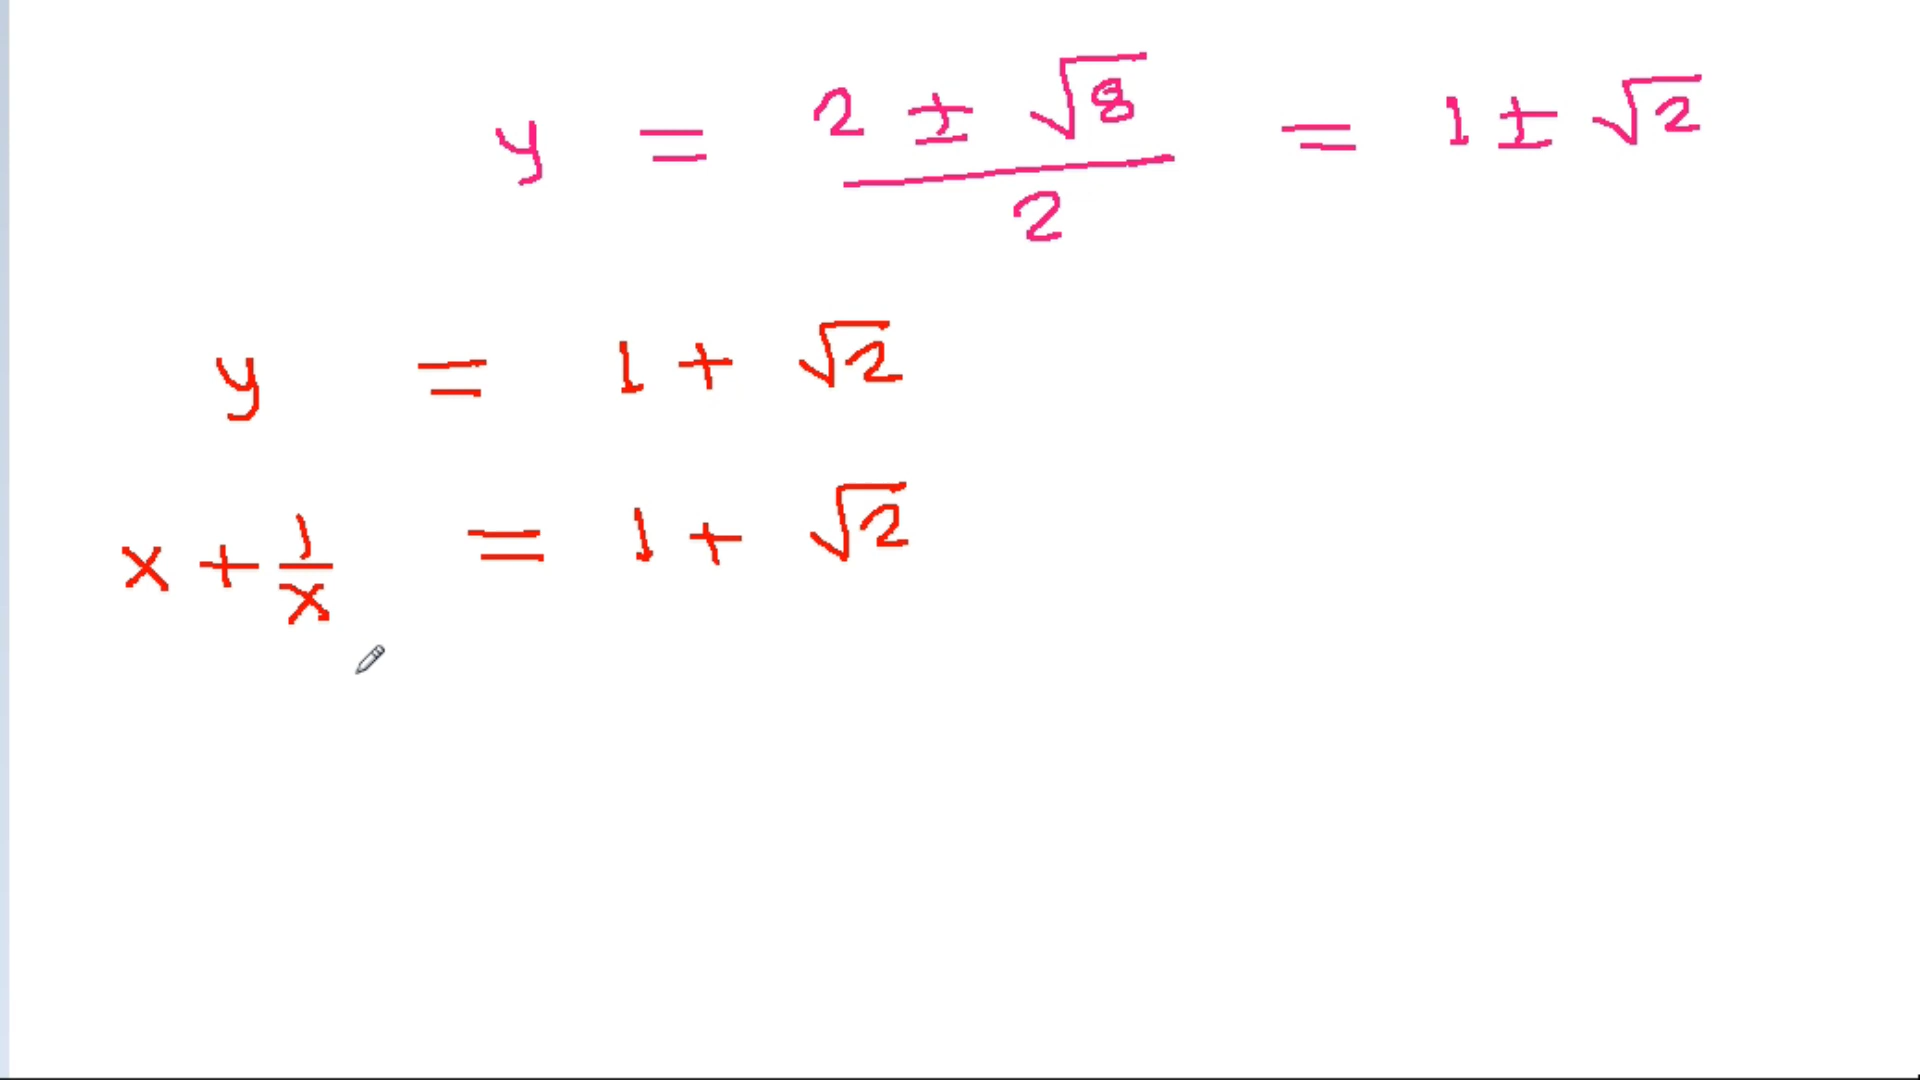 y = (2 ± √8)/2 = 1 ± √2
y = 1 + √2
x + 1/x = 1 + √2